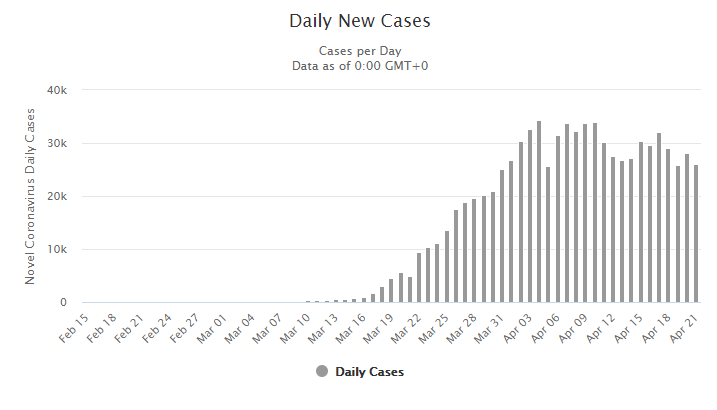 Daily New Cases
Cases per Day
Data as of 0:00 GMT+0
Novel Coronavirus Daily Cases
40k
30k
20k
10k
0
Feb 15
Feb 18
Feb 21
Feb 24
Feb 27
Mar 01
Mar 04
Mar 07
Mar 10
Mar 13
Mar 16
Mar 19
Mar 22
Mar 25
Mar 28
Mar 31
Apr 03
Apr 06
Apr 09
Apr 12
Apr 15
Apr 18
Apr 21
Daily Cases